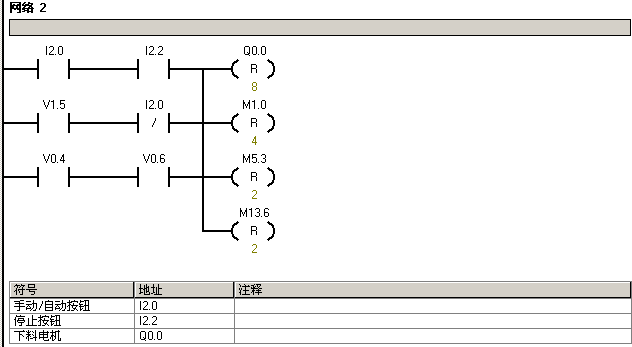 网络 2
I2.0 I2.2 Q0.0
R
8
V1.5 I2.0 M1.0
/ R
4
V0.4 V0.6 M5.3
R
2
M13.6
R
2
符号 地址 注释
手动/自动按钮 I2.0
停止按钮 I2.2
下料电机 Q0.0